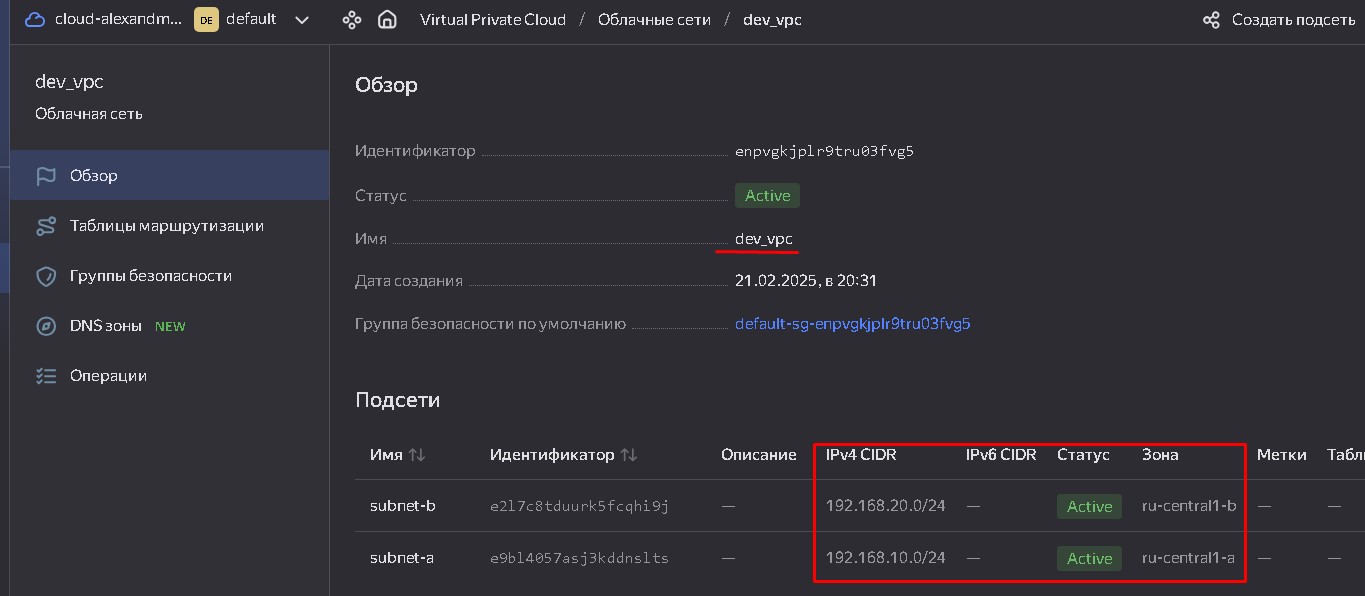 cloud-alexandm... DE default Virtual Private Cloud / Облачные сети / dev_vpc Создать подсеть
dev_vpc
Облачная сеть
Обзор
Таблицы маршрутизации
Группы безопасности
DNS зоны NEW
Операции
Обзор
Идентификатор enpvgkjplr9tru03fvg5
Статус Active
Имя dev_vpc
Дата создания 21.02.2025, в 20:31
Группа безопасности по умолчанию default-sg-enpvgkjplr9tru03fvg5
Подсети
Имя Идентификатор Описание IPv4 CIDR IPv6 CIDR Статус Зона Метки Табл
subnet-b e2l7c8tduurk5fcqhi9j — 192.168.20.0/24 — Active ru-central1-b — —
subnet-a e9bl4057asj3kddnslts — 192.168.10.0/24 — Active ru-central1-a — —